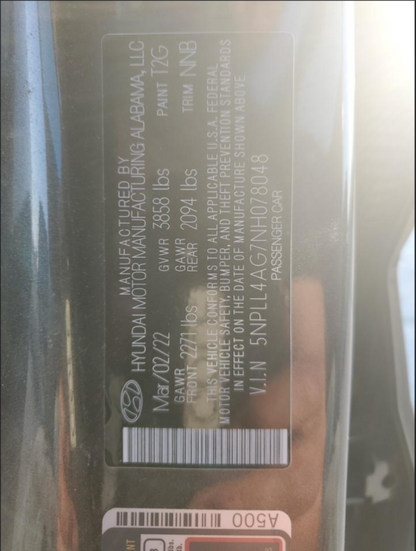 MANUFACTURED BY
HYUNDAI MOTOR MANUFACTURING ALABAMA, LLC
Mar/02/22 GVWR 3858 lbs PAINT T2G
GAWR FRONT 2271 lbs GAWR REAR 2094 lbs TRIM NNB
THIS VEHICLE CONFORMS TO ALL APPLICABLE U.S.A. FEDERAL
MOTOR VEHICLE SAFETY, BUMPER, AND THEFT PREVENTION STANDARDS
IN EFFECT ON THE DATE OF MANUFACTURE SHOWN ABOVE
V.I.N 5NPLL4AG7NH078048
PASSENGER CAR
A500